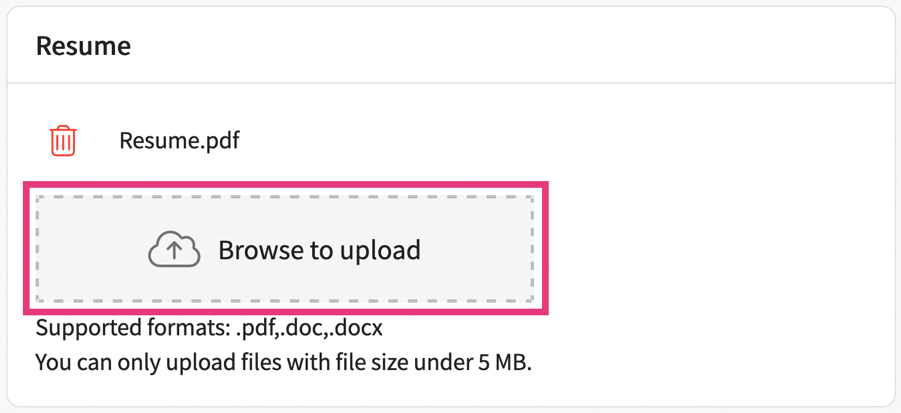 Resume
Resume.pdf
Browse to upload
Supported formats: .pdf,.doc,.docx
You can only upload files with file size under 5 MB.